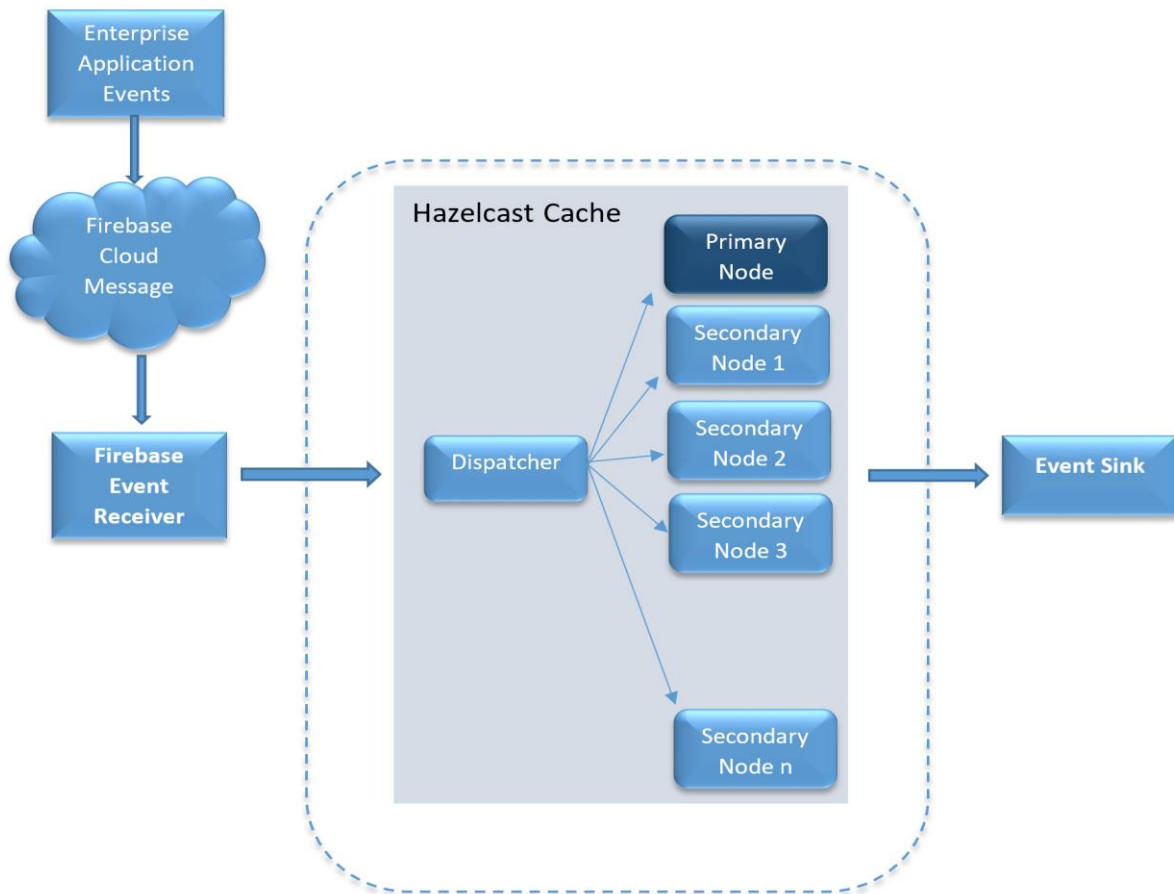 Enterprise
Application
Events
Firebase
Cloud
Message
Firebase
Event
Receiver
Hazelcast Cache
Dispatcher
Primary
Node
Secondary
Node 1
Secondary
Node 2
Secondary
Node 3
Secondary
Node n
Event Sink